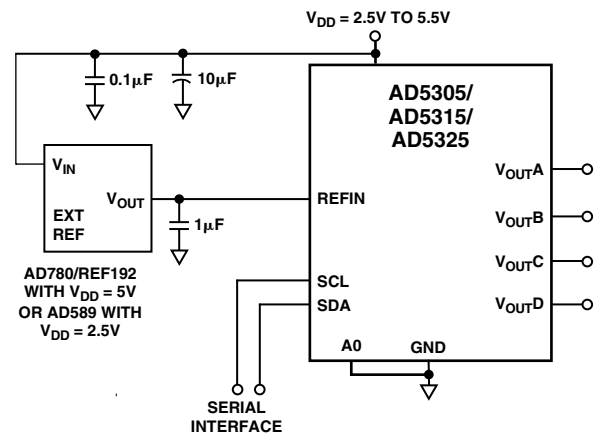 V_DD = 2.5V TO 5.5V
0.1μF
10μF
AD5305/
AD5315/
AD5325
V_IN
V_OUT
EXT
REF
1μF
REFIN
V_OUTA
V_OUTB
V_OUTC
V_OUTD
AD780/REF192
WITH V_DD = 5V
OR AD589 WITH
V_DD = 2.5V
SCL
SDA
A0
GND
SERIAL
INTERFACE